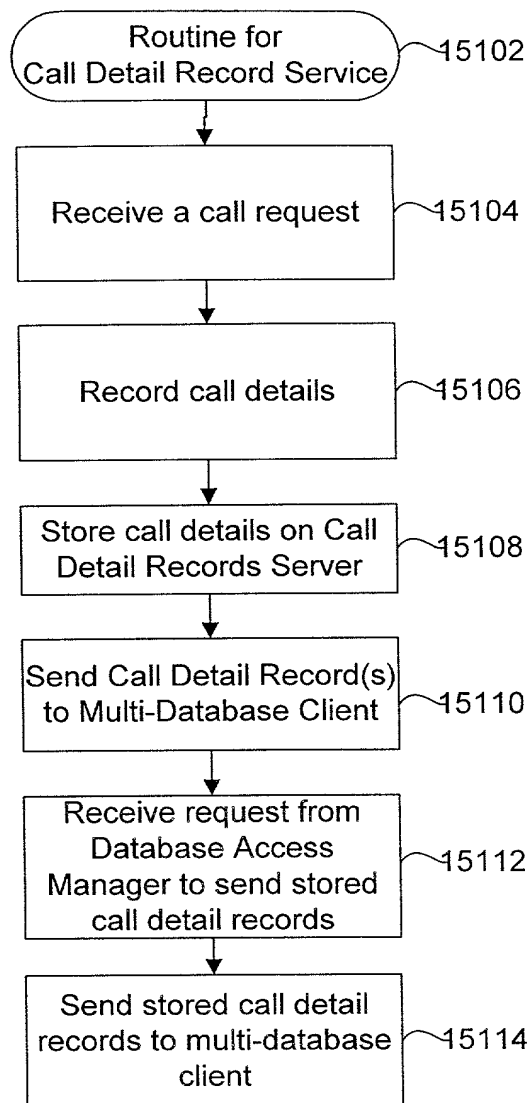 Routine for
Call Detail Record Service
15102
Receive a call request
15104
Record call details
15106
Store call details on Call
Detail Records Server
15108
Send Call Detail Record(s)
to Multi-Database Client
15110
Receive request from
Database Access
Manager to send stored
call detail records
15112
Send stored call detail
records to multi-database
client
15114